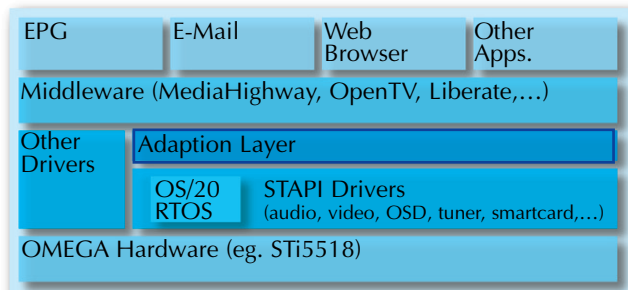 EPG
E-Mail
Web
Browser
Other
Apps.
Middleware (MediaHighway, OpenTV, Liberate,...)
Other
Drivers
Adaption Layer
OS/20
RTOS
STAPI Drivers
(audio, video, OSD, tuner, smartcard,...)
OMEGA Hardware (eg. STi5518)